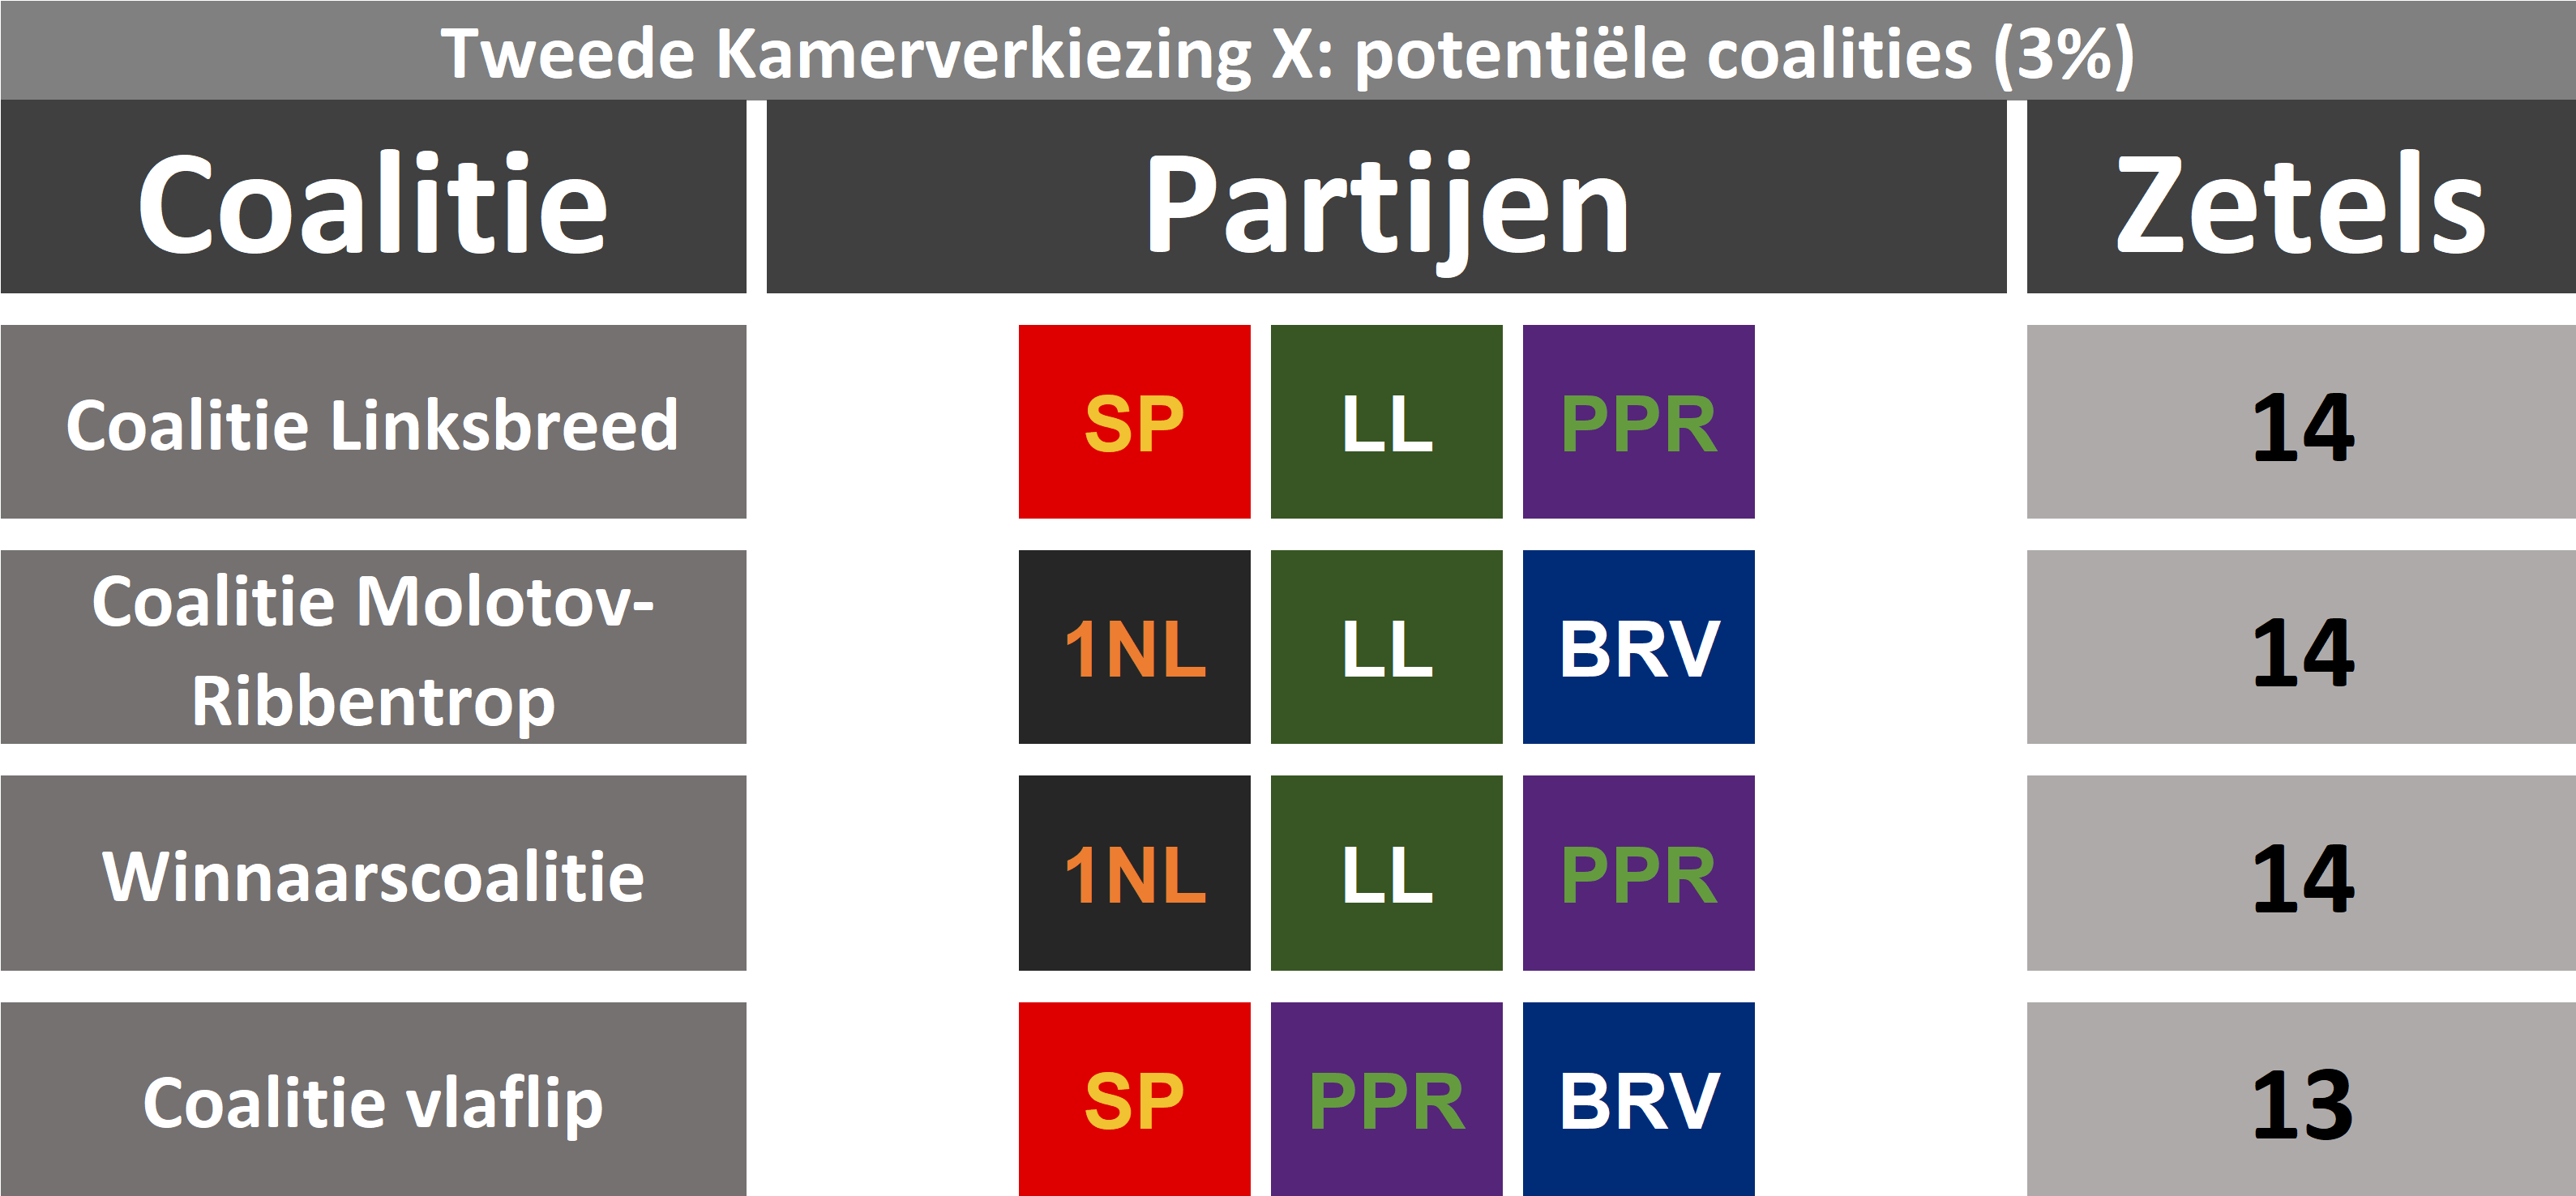 Tweede Kamerverkiezing X: potentiële coalities (3%)
Coalitie Partijen Zetels
Coalitie Linksbreed SP LL PPR 14
Coalitie Molotov-
Ribbentrop 1NL LL BRV 14
Winnaarscoalitie 1NL LL PPR 14
Coalitie vlaflip SP PPR BRV 13